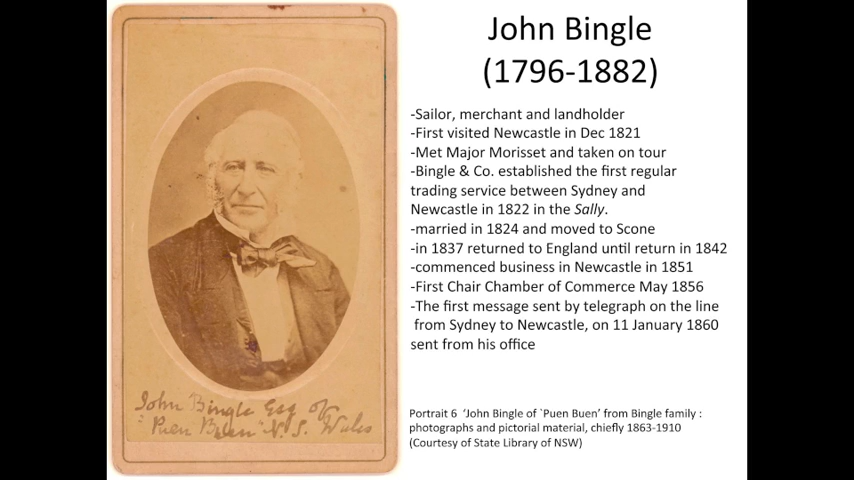 John Bingle
(1796-1882)
-Sailor, merchant and landholder
-First visited Newcastle in Dec 1821
-Met Major Morisset and taken on tour
-Bingle & Co. established the first regular
trading service between Sydney and
Newcastle in 1822 in the Sally.
-married in 1824 and moved to Scone
-in 1837 returned to England until return in 1842
-commenced business in Newcastle in 1851
-First Chair Chamber of Commerce May 1856
-The first message sent by telegraph on the line
from Sydney to Newcastle, on 11 January 1860
sent from his office
Portrait 6 'John Bingle of `Puen Buen' from Bingle family :
photographs and pictorial material, chiefly 1863-1910
(Courtesy of State Library of NSW)
John Bingle Esq of
"Puen Buen" N. S. Wales